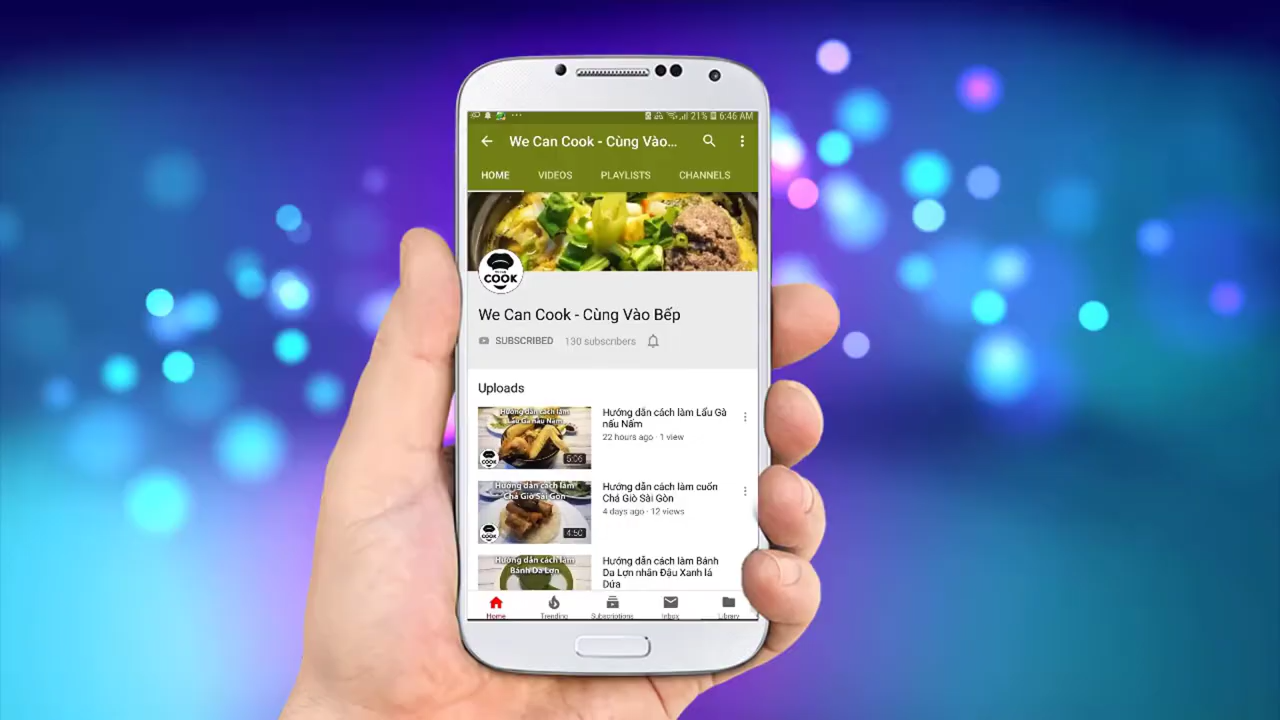 21% 6:46 AM
We Can Cook - Cùng Vào...
HOME VIDEOS PLAYLISTS CHANNELS
COOK
We Can Cook - Cùng Vào Bếp
SUBSCRIBED 130 subscribers
Uploads
Hướng dẫn cách làm
Lẩu Gà nấu Nấm
COOK
5:06
Hướng dẫn cách làm Lẩu Gà
nấu Nấm
22 hours ago · 1 view
Hướng dẫn cách làm
Chả Giò Sài Gòn
COOK
4:50
Hướng dẫn cách làm cuốn
Chả Giò Sài Gòn
4 days ago · 12 views
Hướng dẫn cách làm
Bánh Da Lợn
Hướng dẫn cách làm Bánh
Da Lợn nhân Đậu Xanh lá
Dứa
Home Trending Subscriptions Inbox Library